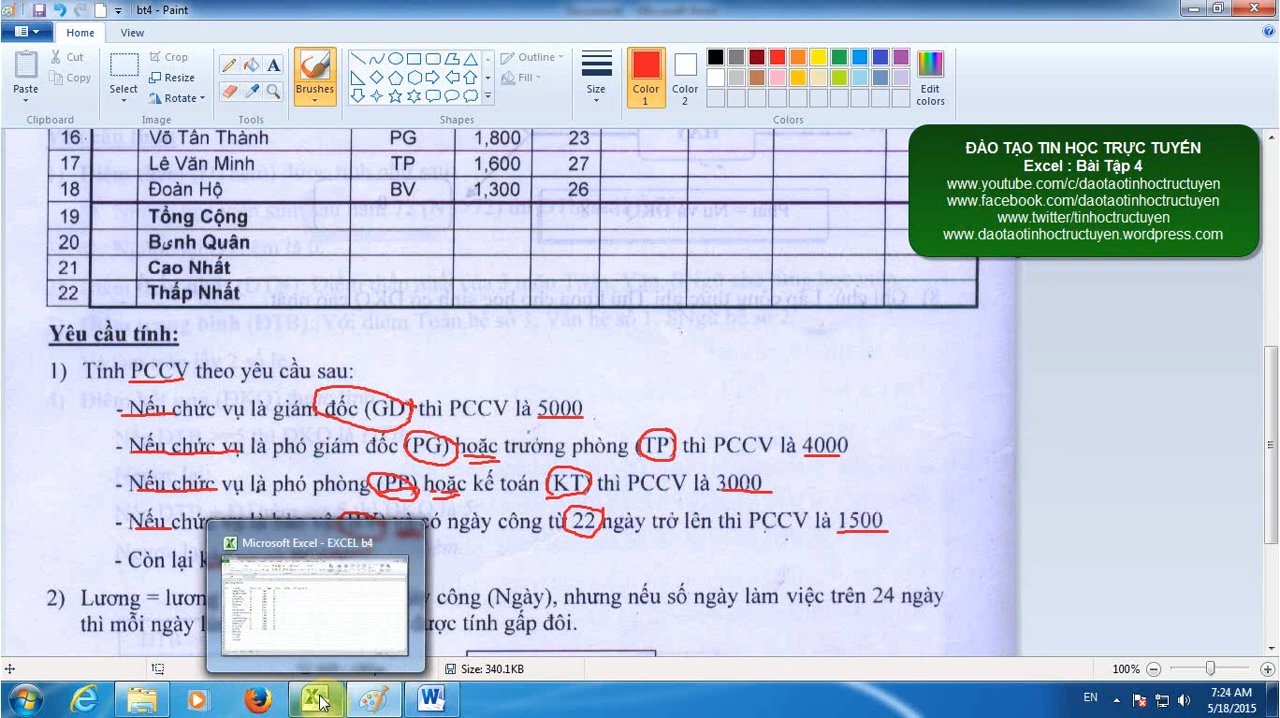 bt4 - Paint
Home View
Paste Cut Copy Select Crop Resize Rotate Brushes Outline Fill Size Color 1 Color 2 Edit colors
Clipboard Image Tools Shapes Colors
ĐÀO TẠO TIN HỌC TRỰC TUYẾN
Excel : Bài Tập 4
www.youtube.com/c/daotaotinhoctructuyen
www.facebook.com/daotaotinhoctructuyen
www.twitter/tinhoctructuyen
www.daotaotinhoctructuyen.wordpress.com
16 Võ Tân Thành PG 1,800 23
17 Lê Văn Minh TP 1,600 27
18 Đoàn Hộ BV 1,300 26
19 Tổng Cộng
20 Bình Quân
21 Cao Nhất
22 Thấp Nhất
Yêu cầu tính:
1) Tính PCCV theo yêu cầu sau:
- Nếu chức vụ là giám đốc (GD) thì PCCV là 5000
- Nếu chức vụ là phó giám đốc (PG) hoặc trưởng phòng (TP) thì PCCV là 4000
- Nếu chức vụ là phó phòng (PP) hoặc kế toán (KT) thì PCCV là 3000
- Nếu có ngày công từ 22 ngày trở lên thì PCCV là 1500
- Còn lại
Microsoft Excel - EXCEL b4
2) Lương = lương công (Ngày), nhưng nếu số ngày làm việc trên 24 ngày
thì mỗi ngày được tính gấp đôi.
Size: 340.1KB 100%
EN 7:24 AM
5/18/2015